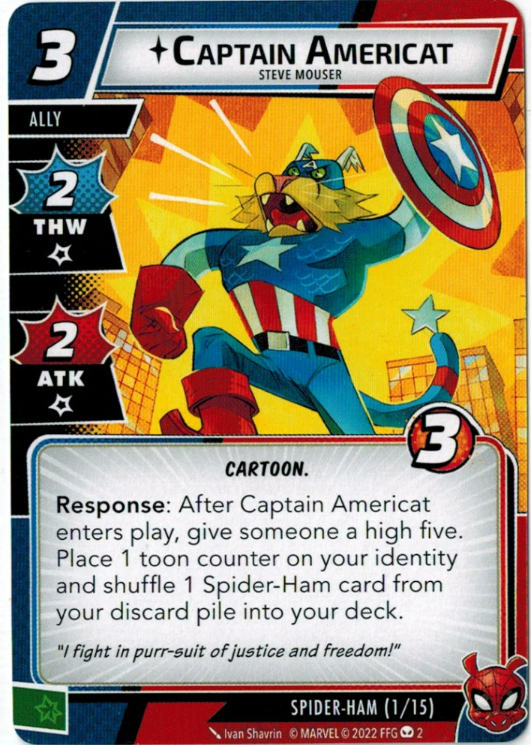 3
CAPTAIN AMERICAT
STEVE MOUSER
ALLY
2
THW
2
ATK
3
CARTOON.
Response: After Captain Americat
enters play, give someone a high five.
Place 1 toon counter on your identity
and shuffle 1 Spider-Ham card from
your discard pile into your deck.
"I fight in purr-suit of justice and freedom!"
SPIDER-HAM (1/15)
Ivan Shavrin © MARVEL © 2022 FFG 2